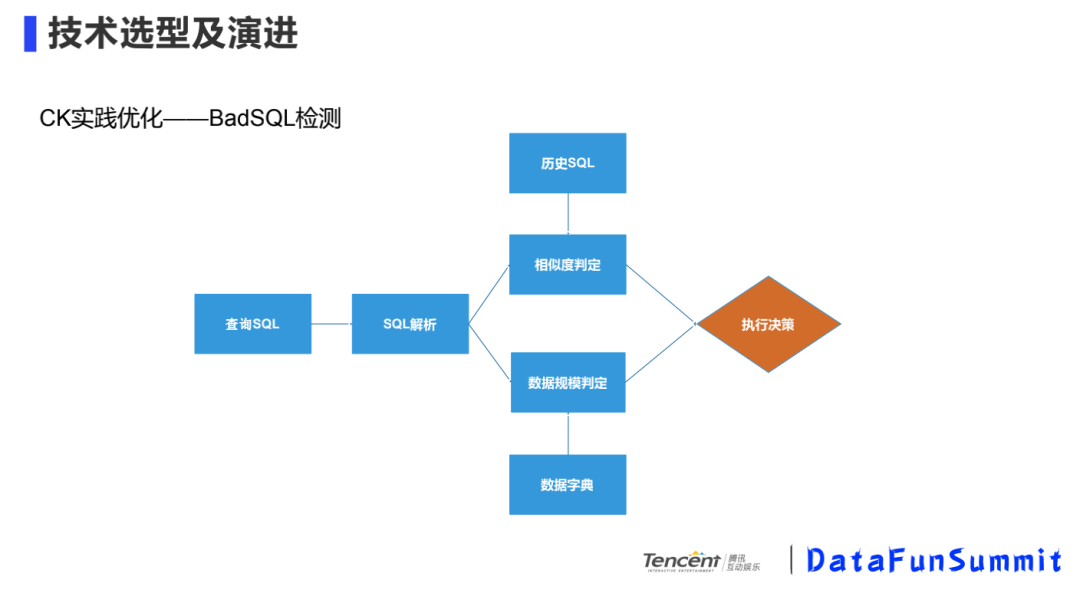 技术选型及演进
CK实践优化——BadSQL检测
历史SQL
相似度判定
查询SQL
SQL解析
执行决策
数据规模判定
数据字典
Tencent 腾讯
INTERACTIVE ENTERTAINMENT 互动娱乐
DataFunSummit